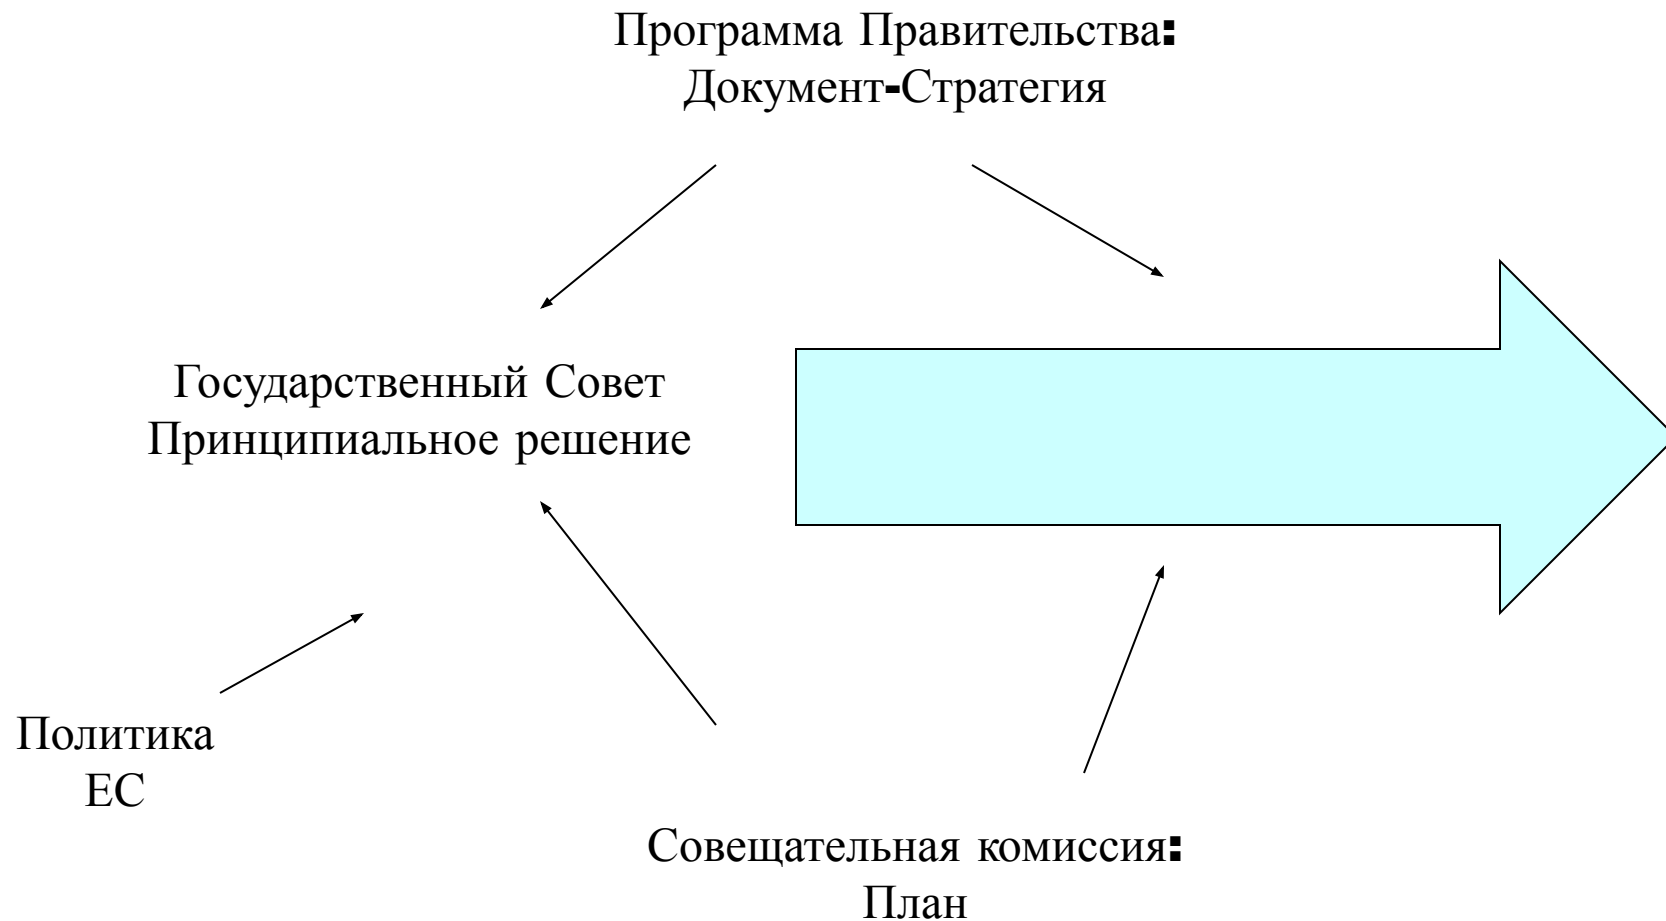 Программа Правительства:
Документ-Стратегия
Государственный Совет
Принципиальное решение
Политика
ЕС
Совещательная комиссия:
План